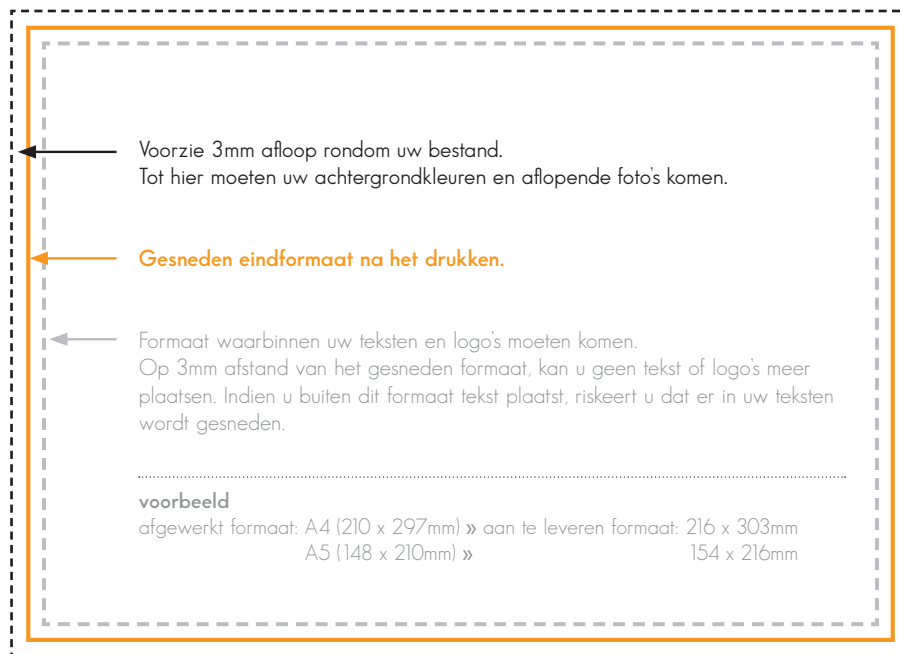 Voorzie 3mm afloop rondom uw bestand.
Tot hier moeten uw achtergrondkleuren en aflopende foto's komen.
Gesneden eindformaat na het drukken.
Formaat waarbinnen uw teksten en logo's moeten komen.
Op 3mm afstand van het gesneden formaat, kan u geen tekst of logo's meer
plaatsen. Indien u buiten dit formaat tekst plaatst, riskeert u dat er in uw teksten
wordt gesneden.
voorbeeld
afgewerkt formaat: A4 (210 x 297mm) » aan te leveren formaat: 216 x 303mm
A5 (148 x 210mm) » 154 x 216mm